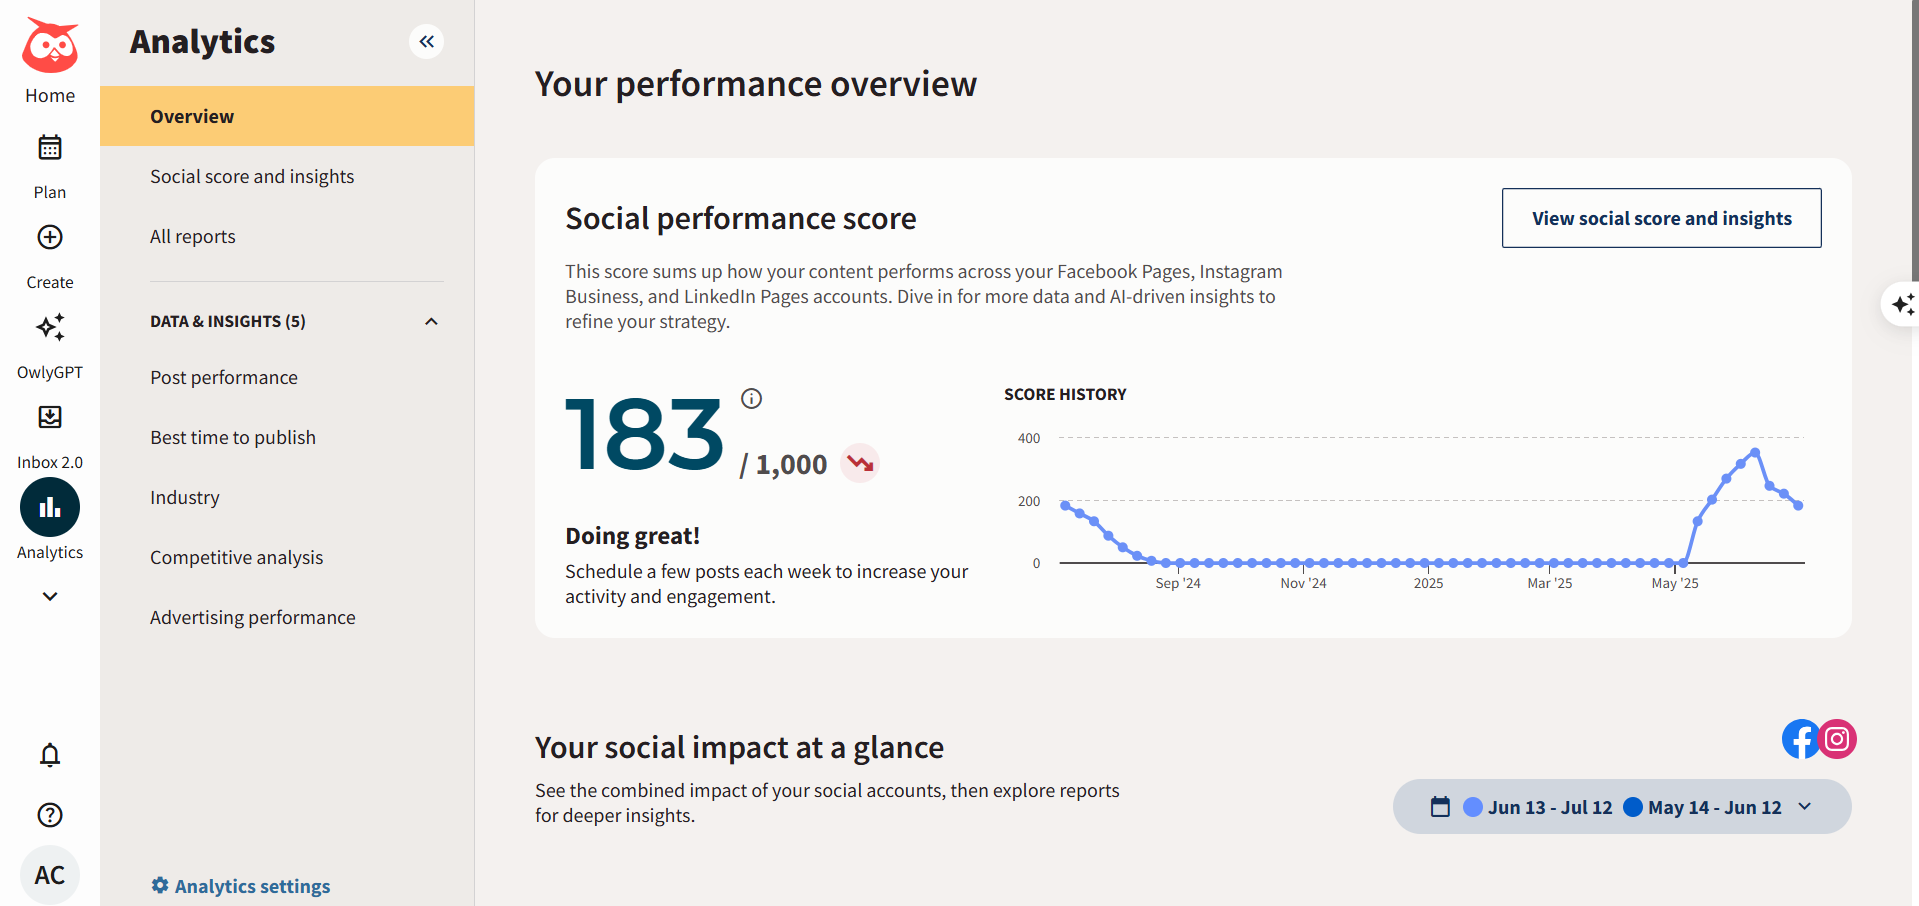 Home
Plan
Create
OwlyGPT
Inbox 2.0
Analytics
AC
Analytics
Overview
Social score and insights
All reports
DATA & INSIGHTS (5)
Post performance
Best time to publish
Industry
Competitive analysis
Advertising performance
Analytics settings
Your performance overview
Social performance score
View social score and insights
This score sums up how your content performs across your Facebook Pages, Instagram
Business, and LinkedIn Pages accounts. Dive in for more data and AI-driven insights to
refine your strategy.
183
/ 1,000
Doing great!
Schedule a few posts each week to increase your
activity and engagement.
SCORE HISTORY
400
200
0
Sep '24 Nov '24 2025 Mar '25 May '25
Your social impact at a glance
See the combined impact of your social accounts, then explore reports
for deeper insights.
Jun 13 - Jul 12 May 14 - Jun 12